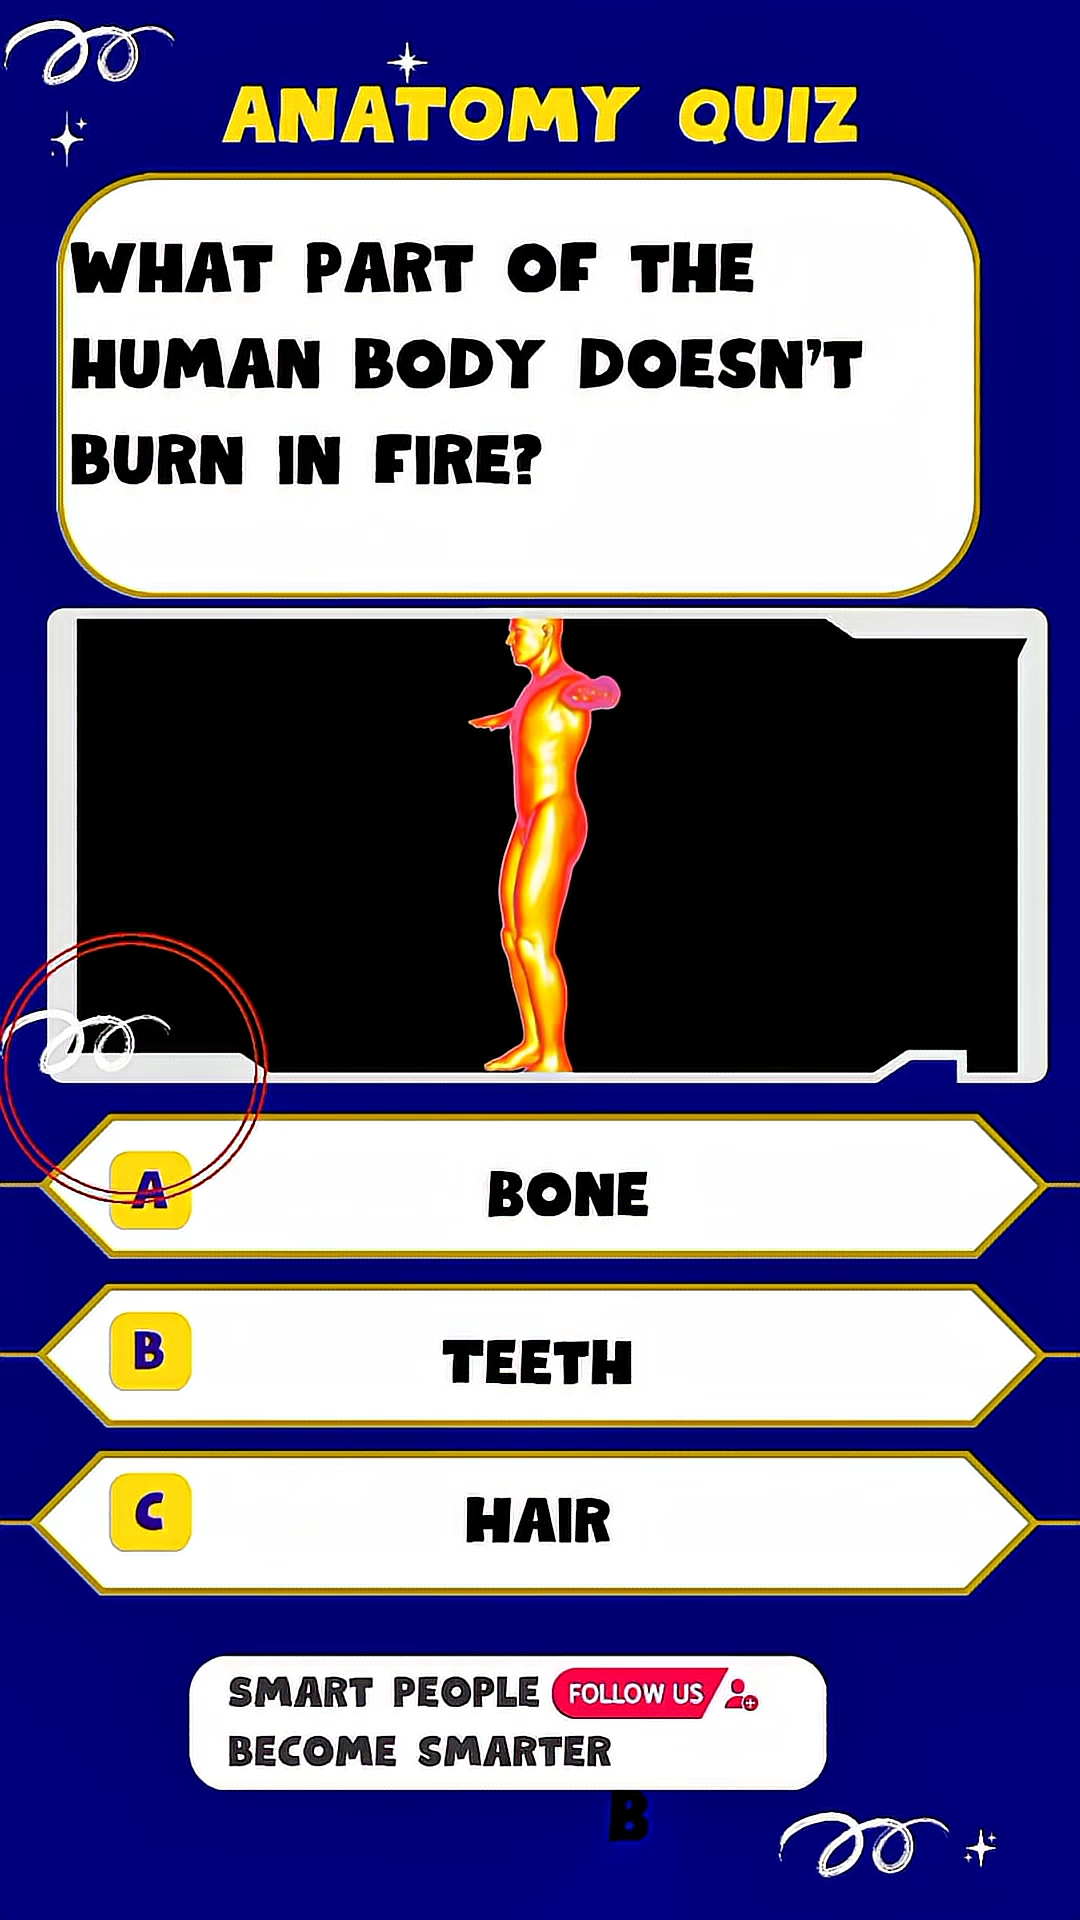 ANATOMY QUIZ
WHAT PART OF THE
HUMAN BODY DOESN'T
BURN IN FIRE?
A BONE
B TEETH
C HAIR
SMART PEOPLE FOLLOW US
BECOME SMARTER
B